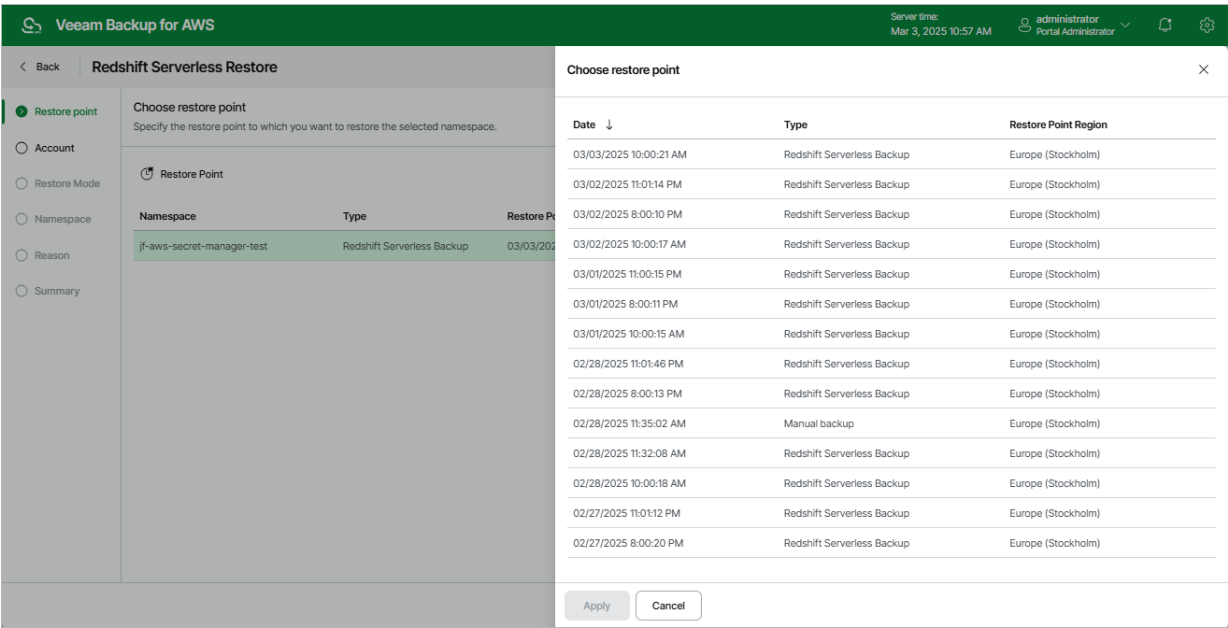 Veeam Backup for AWS
Server time:
Mar 3, 2025 10:57 AM
administrator
Portal Administrator
Back
Redshift Serverless Restore
Restore point
Account
Restore Mode
Namespace
Reason
Summary
Choose restore point
Specify the restore point to which you want to restore the selected namespace.
Restore Point
Namespace Type Restore Po
jf-aws-secret-manager-test Redshift Serverless Backup 03/03/202
Choose restore point
Date Type Restore Point Region
03/03/2025 10:00:21 AM Redshift Serverless Backup Europe (Stockholm)
03/02/2025 11:01:14 PM Redshift Serverless Backup Europe (Stockholm)
03/02/2025 8:00:10 PM Redshift Serverless Backup Europe (Stockholm)
03/02/2025 10:00:17 AM Redshift Serverless Backup Europe (Stockholm)
03/01/2025 11:00:15 PM Redshift Serverless Backup Europe (Stockholm)
03/01/2025 8:00:11 PM Redshift Serverless Backup Europe (Stockholm)
03/01/2025 10:00:15 AM Redshift Serverless Backup Europe (Stockholm)
02/28/2025 11:01:46 PM Redshift Serverless Backup Europe (Stockholm)
02/28/2025 8:00:13 PM Redshift Serverless Backup Europe (Stockholm)
02/28/2025 11:35:02 AM Manual backup Europe (Stockholm)
02/28/2025 11:32:08 AM Redshift Serverless Backup Europe (Stockholm)
02/28/2025 10:00:18 AM Redshift Serverless Backup Europe (Stockholm)
02/27/2025 11:01:12 PM Redshift Serverless Backup Europe (Stockholm)
02/27/2025 8:00:20 PM Redshift Serverless Backup Europe (Stockholm)
Apply Cancel